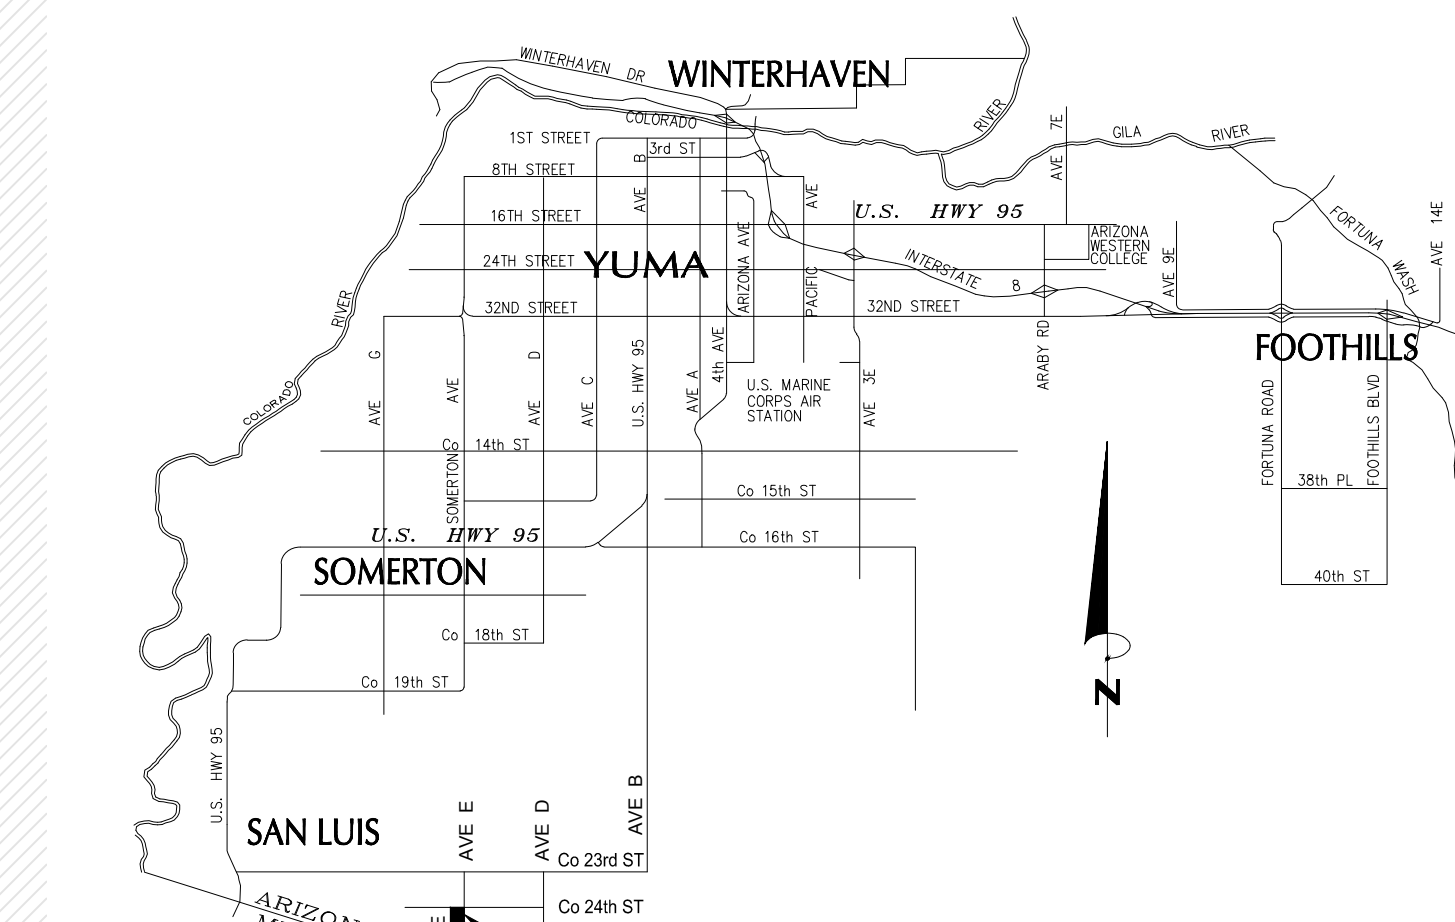 WINTERHAVEN DR
WINTERHAVEN
COLORADO
RIVER
1ST STREET
3rd ST
AVE B
AVE 7E
GILA RIVER
8TH STREET
AVE
16TH STREET
U.S. HWY 95
FORTUNA WASH
AVE 14E
ARIZONA
WESTERN
COLLEGE
24TH STREET
YUMA
ARIZONA AVE
PACIFIC
INTERSTATE 8
AVE 9E
RIVER
32ND STREET
32ND STREET
FOOTHILLS
COLORADO
AVE G
AVE
AVE D
AVE C
U.S. HWY 95
AVE A
4th AVE
U.S. MARINE
CORPS AIR
STATION
AVE 3E
ARABY RD
FORTUNA ROAD
FOOTHILLS BLVD
Co 14th ST
SOMERTON
38th PL
Co 15th ST
U.S. HWY 95
Co 16th ST
SOMERTON
40th ST
Co 18th ST
Co 19th ST
N
U.S. HWY 95
SAN LUIS
AVE E
AVE D
AVE B
Co 23rd ST
Co 24th ST